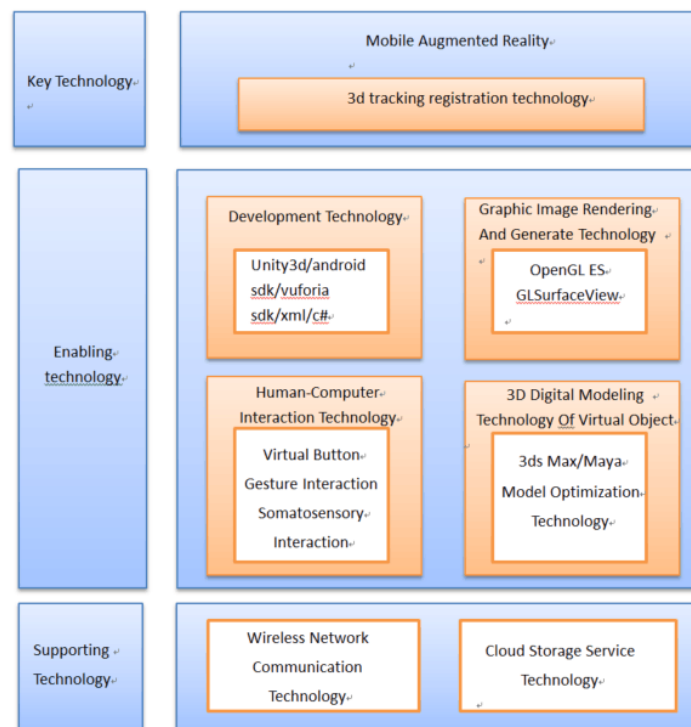 Key Technology
Mobile Augmented Reality
3d tracking registration technology
Enabling
technology
Development Technology
Unity3d/android
sdk/vuforia
sdk/xml/c#
Graphic Image Rendering
And Generate Technology
OpenGL ES
GLSurfaceView
Human-Computer
Interaction Technology
Virtual Button
Gesture Interaction
Somatosensory
Interaction
3D Digital Modeling
Technology Of Virtual Object
3ds Max/Maya
Model Optimization
Technology
Supporting
Technology
Wireless Network
Communication
Technology
Cloud Storage Service
Technology